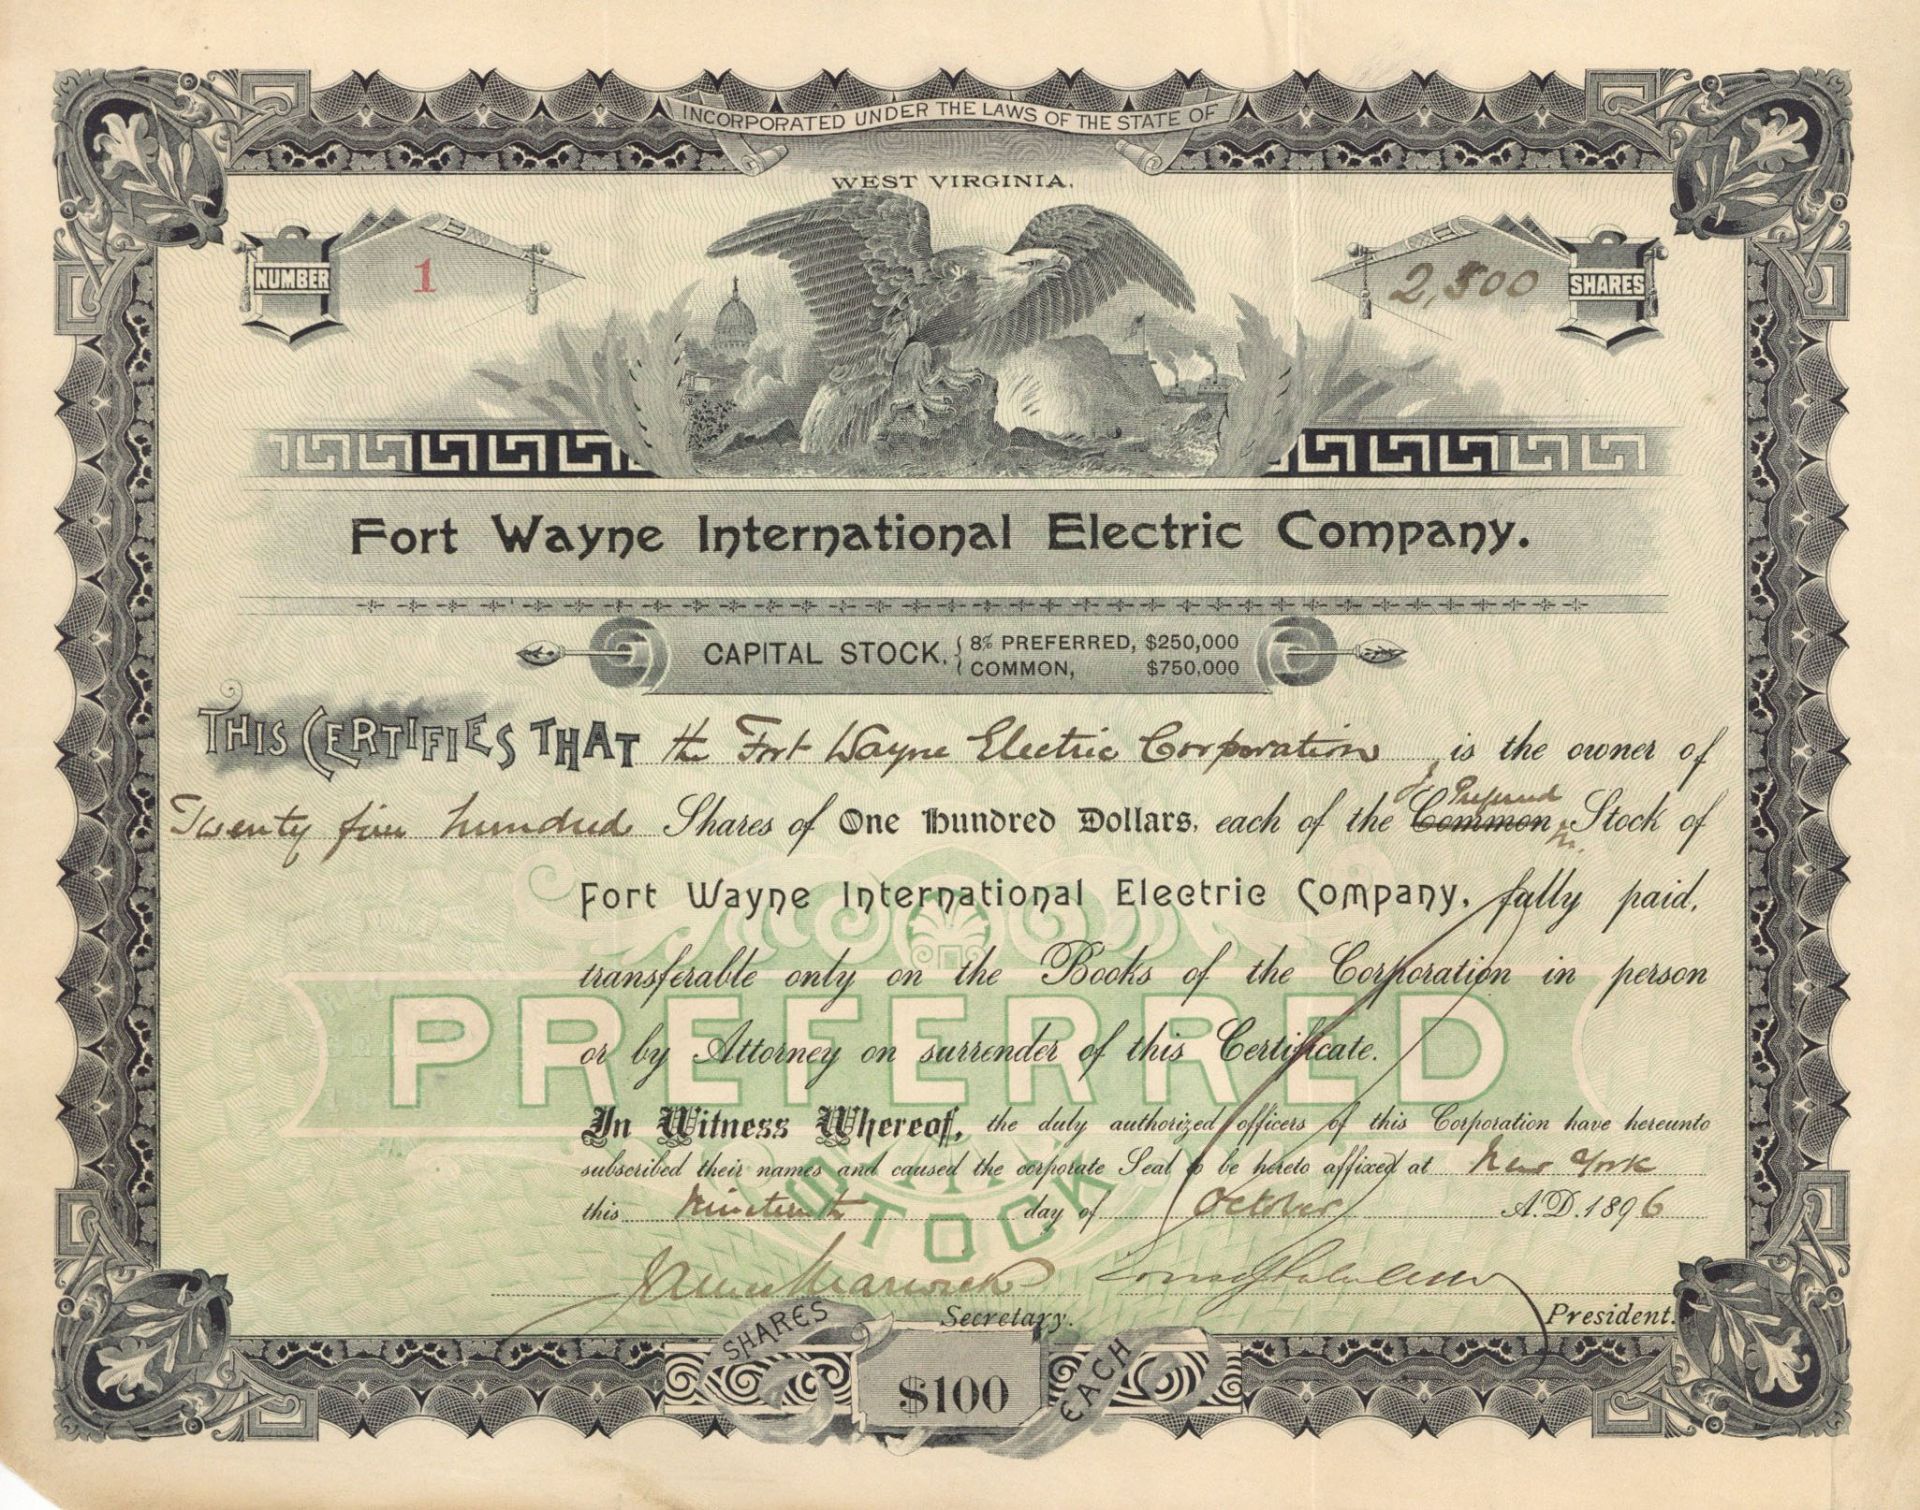 INCORPORATED UNDER THE LAWS OF THE STATE OF
WEST VIRGINIA.
NUMBER 1
2,500 SHARES
Fort Wayne International Electric Company.
CAPITAL STOCK. { 8% PREFERRED, $250,000
COMMON, $750,000
THIS CERTIFIES THAT the Fort Wayne Electric Corporation is the owner of
Preferred
Twenty five hundred Shares of One Hundred Dollars, each of the Common Stock of
Fort Wayne International Electric Company, fully paid,
transferable only on the Books of the Corporation in person
or by Attorney on surrender of this Certificate.
PREFERRED
STOCK
In Witness Whereof, the duly authorized officers of this Corporation have hereunto
subscribed their names and caused the corporate Seal to be hereto affixed at New York
this Nineteenth day of October A.D. 1896
Secretary.
President.
SHARES $100 EACH